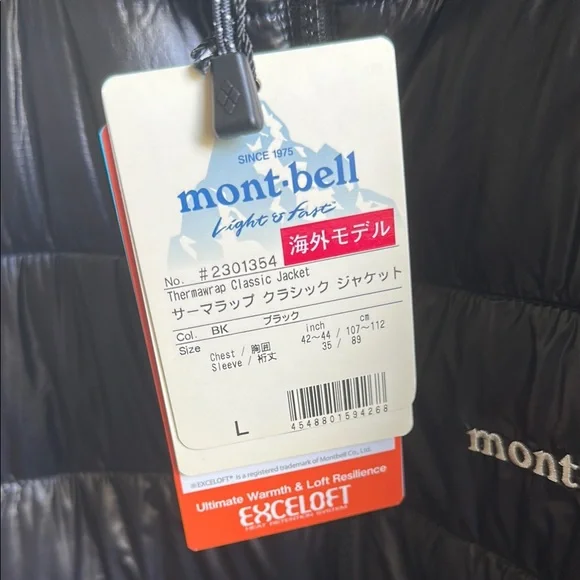 SINCE 1975
mont-bell
Light & fast
海外モデル
No. #2301354
Thermawrap Classic Jacket
サーマラップ クラシック ジャケット
Col. BK ブラック
Size inch cm
Chest / 胸囲 42～44 / 107～112
Sleeve / 裄丈 35 / 89
L
4548801594268
EXCELOFT® is a registered trademark of Montbell Co., Ltd.
Ultimate Warmth & Loft Resilience
EXCELOFT
HEAT RETENTION SYSTEM
mont